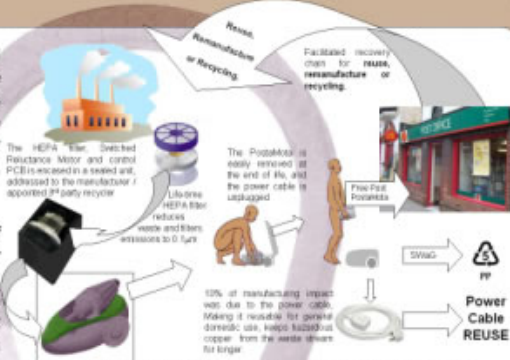 Reuse,
Remanufacture
or Recycling.
Facilitated recovery
chain for reuse,
remanufacture or
recycling.
POST OFFICE
The HEPA filter, Switched
Reluctance Motor and control
PCB is encased in a sealed unit,
addressed to the manufacturer /
appointed 3rd party recycler
Life-time
HEPA filter
reduces
waste and filters
emissions to 0.1µm
The PostaMotor is
easily removed at
the end of life, and
the power cable is
unplugged
Free Post
PostaMotor
SWaG
5
PP
10% of manufacturing impact
was due to the power cable.
Making it reusable for general
domestic use, keeps hazardous
copper from the waste stream
for longer.
Power
Cable
REUSE